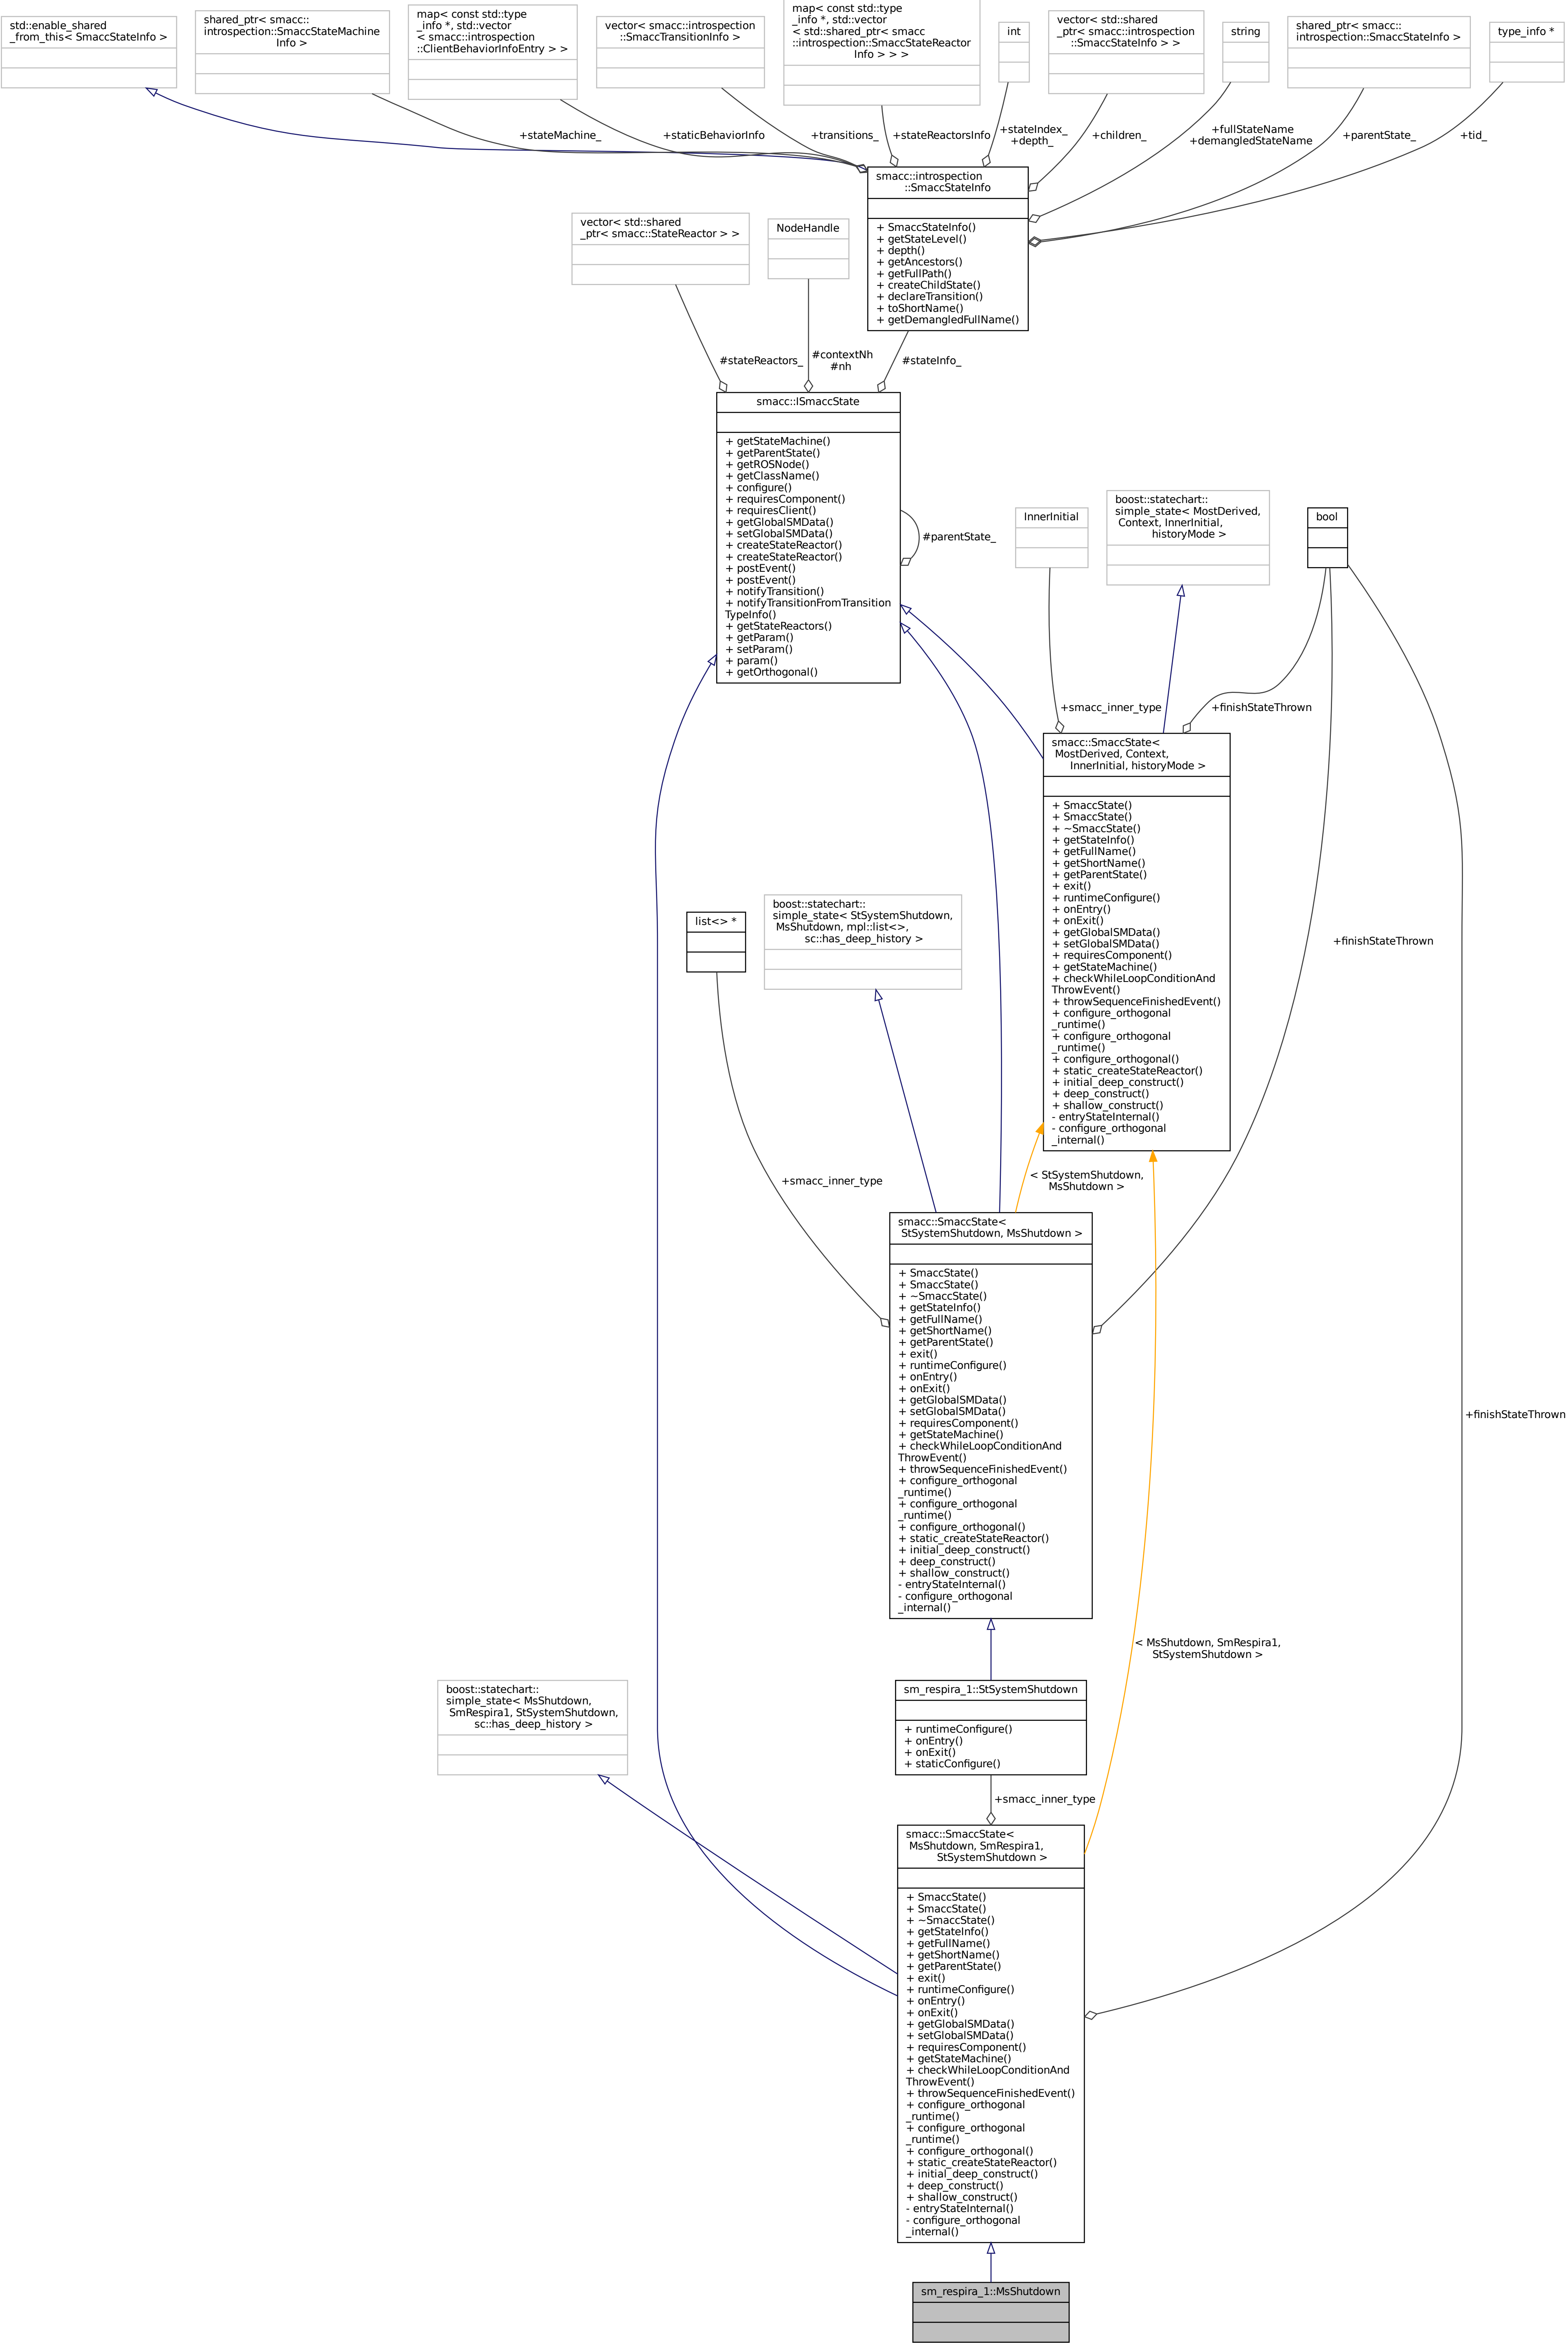 std::enable_shared
_from_this< SmaccStateInfo >
shared_ptr< smacc::
introspection::SmaccStateMachine
Info >
map< const std::type
_info *, std::vector
< smacc::introspection
::ClientBehaviorInfoEntry > >
vector< smacc::introspection
::SmaccTransitionInfo >
map< const std::type
_info *, std::vector
< std::shared_ptr< smacc
::introspection::SmaccStateReactor
Info > > >
int
vector< std::shared
_ptr< smacc::introspection
::SmaccStateInfo > >
string
shared_ptr< smacc::
introspection::SmaccStateInfo >
type_info *
+stateMachine_
+staticBehaviorInfo
+transitions_
+stateReactorsInfo
+stateIndex_
+depth_
+children_
+fullStateName
+demangledStateName
+parentState_
+tid_
smacc::introspection
::SmaccStateInfo
+ SmaccStateInfo()
+ getStateLevel()
+ depth()
+ getAncestors()
+ getFullPath()
+ createChildState()
+ declareTransition()
+ toShortName()
+ getDemangledFullName()
vector< std::shared
_ptr< smacc::StateReactor > >
NodeHandle
#stateReactors_
#contextNh
#nh
#stateInfo_
smacc::ISmaccState
+ getStateMachine()
+ getParentState()
+ getROSNode()
+ getClassName()
+ configure()
+ requiresComponent()
+ requiresClient()
+ getGlobalSMData()
+ setGlobalSMData()
+ createStateReactor()
+ createStateReactor()
+ postEvent()
+ postEvent()
+ notifyTransition()
+ notifyTransitionFromTransition
TypeInfo()
+ getStateReactors()
+ getParam()
+ setParam()
+ param()
+ getOrthogonal()
#parentState_
InnerInitial
boost::statechart::
simple_state< MostDerived,
Context, InnerInitial,
historyMode >
bool
+smacc_inner_type
+finishStateThrown
smacc::SmaccState<
MostDerived, Context,
InnerInitial, historyMode >
+ SmaccState()
+ SmaccState()
+ ~SmaccState()
+ getStateInfo()
+ getFullName()
+ getShortName()
+ getParentState()
+ exit()
+ runtimeConfigure()
+ onEntry()
+ onExit()
+ getGlobalSMData()
+ setGlobalSMData()
+ requiresComponent()
+ getStateMachine()
+ checkWhileLoopConditionAnd
ThrowEvent()
+ throwSequenceFinishedEvent()
+ configure_orthogonal
_runtime()
+ configure_orthogonal
_runtime()
+ configure_orthogonal()
+ static_createStateReactor()
+ initial_deep_construct()
+ deep_construct()
+ shallow_construct()
- entryStateInternal()
- configure_orthogonal
_internal()
list<> *
boost::statechart::
simple_state< StSystemShutdown,
MsShutdown, mpl::list<>,
sc::has_deep_history >
+finishStateThrown
+smacc_inner_type
< StSystemShutdown,
MsShutdown >
smacc::SmaccState<
StSystemShutdown, MsShutdown >
+ SmaccState()
+ SmaccState()
+ ~SmaccState()
+ getStateInfo()
+ getFullName()
+ getShortName()
+ getParentState()
+ exit()
+ runtimeConfigure()
+ onEntry()
+ onExit()
+ getGlobalSMData()
+ setGlobalSMData()
+ requiresComponent()
+ getStateMachine()
+ checkWhileLoopConditionAnd
ThrowEvent()
+ throwSequenceFinishedEvent()
+ configure_orthogonal
_runtime()
+ configure_orthogonal
_runtime()
+ configure_orthogonal()
+ static_createStateReactor()
+ initial_deep_construct()
+ deep_construct()
+ shallow_construct()
- entryStateInternal()
- configure_orthogonal
_internal()
+finishStateThrown
< MsShutdown, SmRespira1,
StSystemShutdown >
boost::statechart::
simple_state< MsShutdown,
SmRespira1, StSystemShutdown,
sc::has_deep_history >
sm_respira_1::StSystemShutdown
+ runtimeConfigure()
+ onEntry()
+ onExit()
+ staticConfigure()
+smacc_inner_type
smacc::SmaccState<
MsShutdown, SmRespira1,
StSystemShutdown >
+ SmaccState()
+ SmaccState()
+ ~SmaccState()
+ getStateInfo()
+ getFullName()
+ getShortName()
+ getParentState()
+ exit()
+ runtimeConfigure()
+ onEntry()
+ onExit()
+ getGlobalSMData()
+ setGlobalSMData()
+ requiresComponent()
+ getStateMachine()
+ checkWhileLoopConditionAnd
ThrowEvent()
+ throwSequenceFinishedEvent()
+ configure_orthogonal
_runtime()
+ configure_orthogonal
_runtime()
+ configure_orthogonal()
+ static_createStateReactor()
+ initial_deep_construct()
+ deep_construct()
+ shallow_construct()
- entryStateInternal()
- configure_orthogonal
_internal()
sm_respira_1::MsShutdown